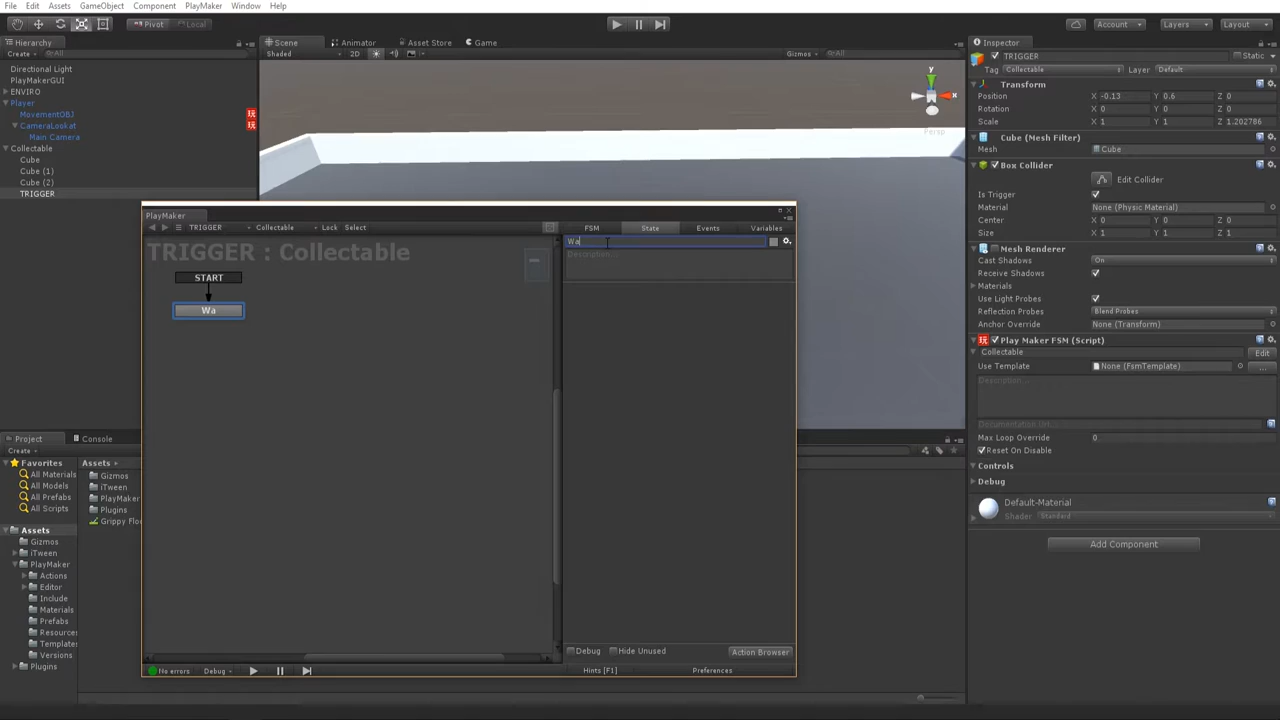 File Edit Assets GameObject Component PlayMaker Window Help
Pivot Local Account Layers Layout
Hierarchy
Create All
Directional Light
PlayMakerGUI
ENVIRO
Player
MovementOBJ
CameraLookat
Main Camera
Collectable
Cube
Cube (1)
Cube (2)
TRIGGER
Scene Animator Asset Store Game
Shaded 2D Gizmos All
y
x
Persp
PlayMaker
TRIGGER Collectable Lock Select
TRIGGER : Collectable
START
Wa
FSM State Events Variables
Wa
Description...
Debug Hide Unused Action Browser
No errors Debug Hints [F1] Preferences
Inspector
TRIGGER Static
Tag Collectable Layer Default
Transform
Position X -0.13 Y 0.6 Z 0
Rotation X 0 Y 0 Z 0
Scale X 1 Y 1 Z 1.202786
Cube (Mesh Filter)
Mesh Cube
Box Collider
Edit Collider
Is Trigger
Material None (Physic Material)
Center X 0 Y 0 Z 0
Size X 1 Y 1 Z 1
Mesh Renderer
Cast Shadows On
Receive Shadows
Materials
Use Light Probes
Reflection Probes Blend Probes
Anchor Override None (Transform)
玩 Play Maker FSM (Script)
Collectable Edit
Use Template None (FsmTemplate) ...
Description...
Documentation Url...
Max Loop Override 0
Reset On Disable
Controls
Debug
Default-Material
Shader Standard
Add Component
Project Console
Create
Favorites
All Materials
All Models
All Prefabs
All Scripts
Assets
Gizmos
iTween
PlayMaker
Actions
Editor
Include
Materials
Prefabs
Resources
Templates
Versions
Plugins
Assets
Gizmos
iTween
PlayMaker
Plugins
Grippy Flo